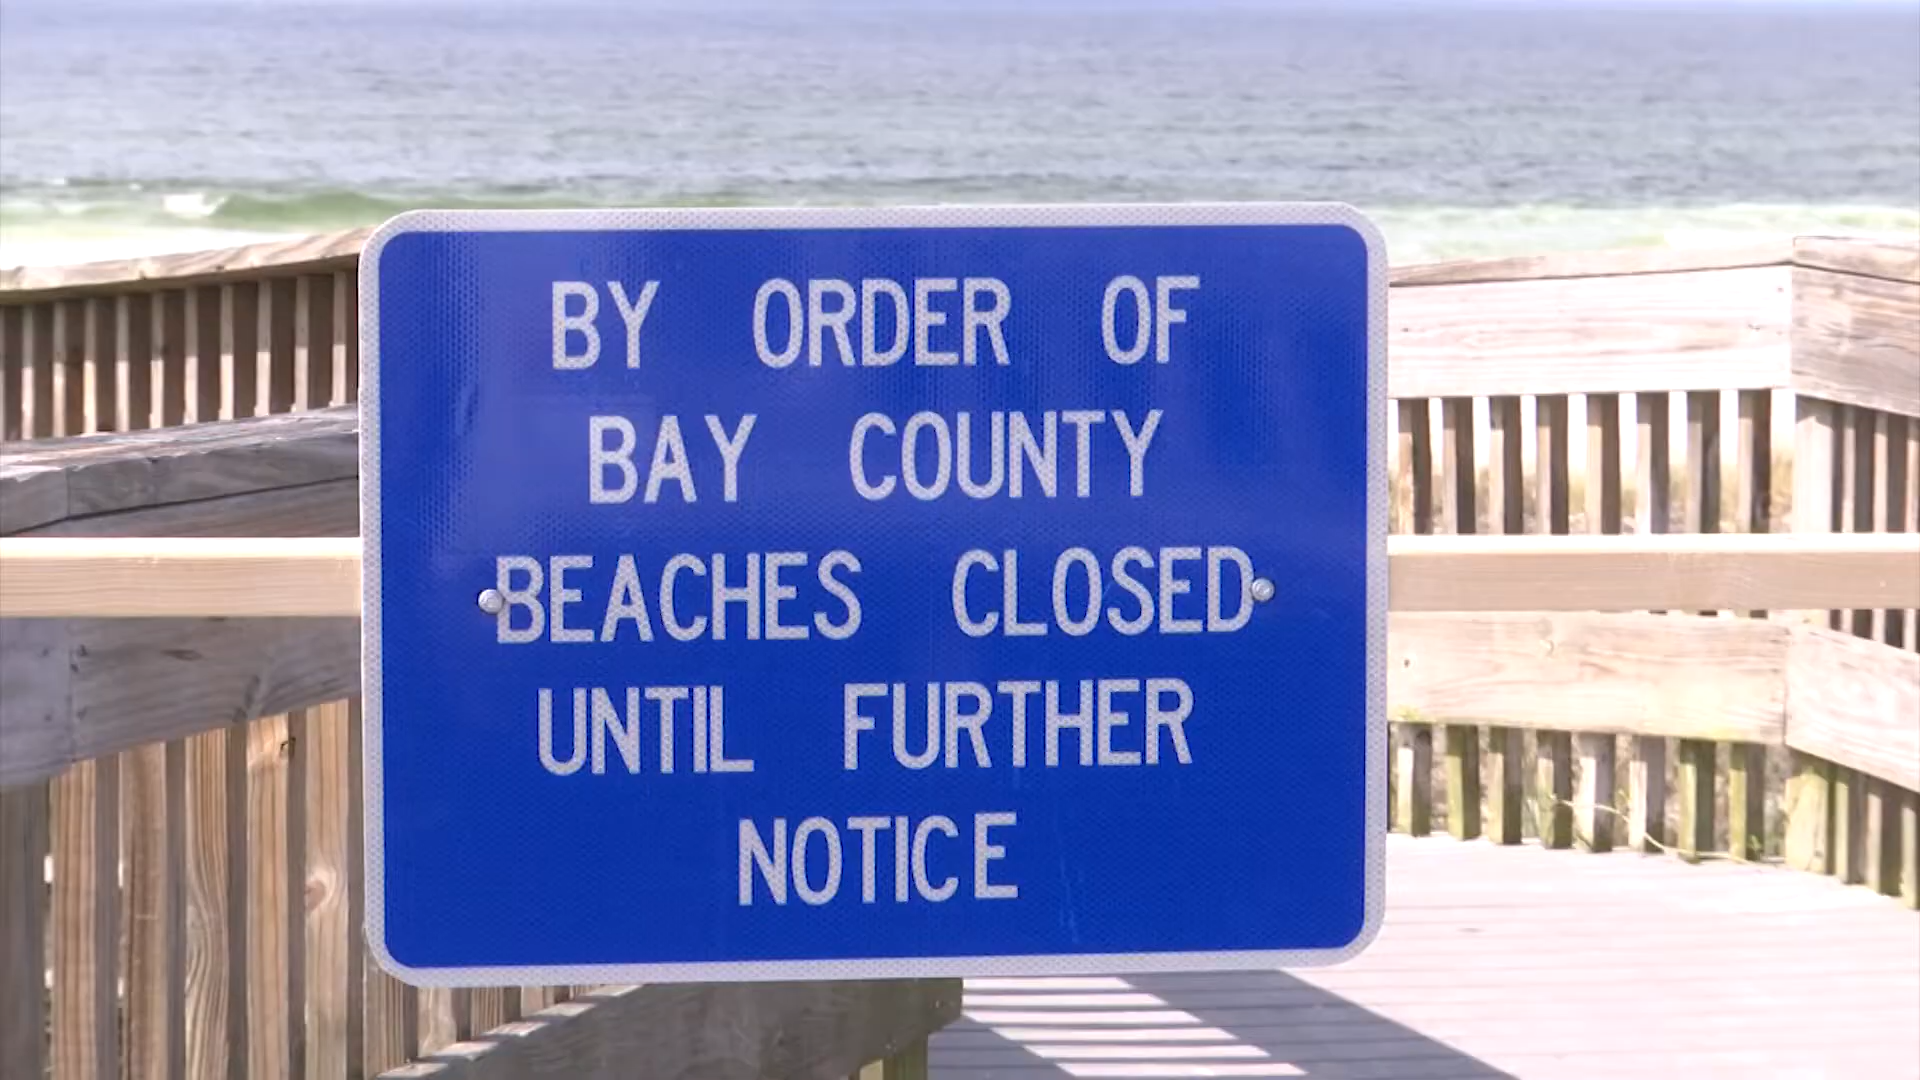 BY ORDER OF
BAY COUNTY
BEACHES CLOSED
UNTIL FURTHER
NOTICE